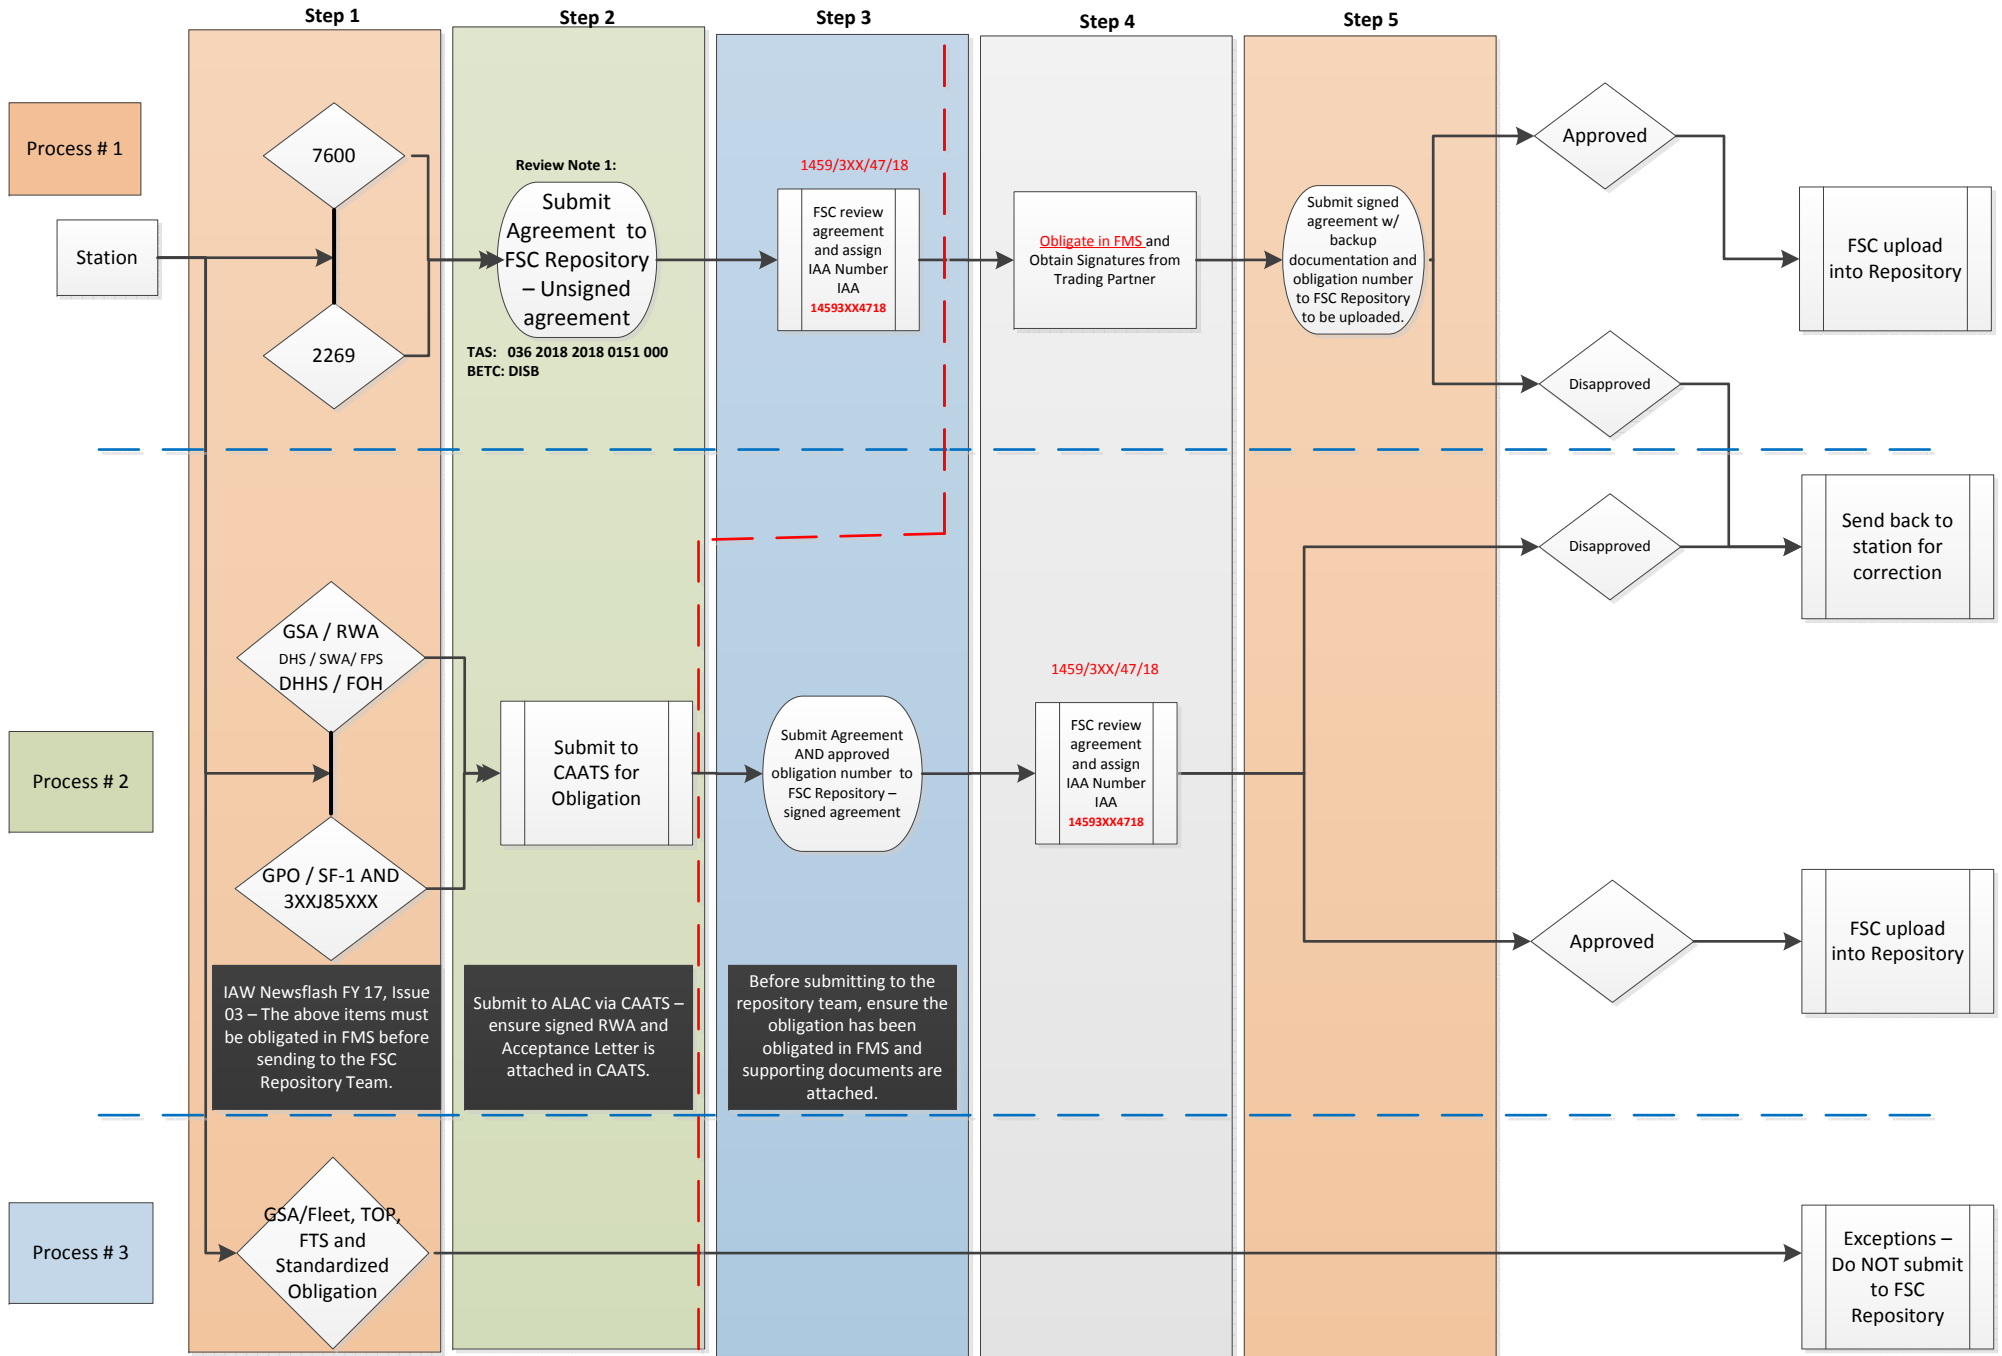 Step 1
Step 2
Step 3
Step 4
Step 5
Process # 1
Station
7600
2269
Review Note 1:
Submit
Agreement to
FSC Repository
– Unsigned
agreement
TAS: 036 2018 2018 0151 000
BETC: DISB
1459/3XX/47/18
FSC review
agreement
and assign
IAA Number
IAA
14593XX4718
Obligate in FMS and
Obtain Signatures from
Trading Partner
Submit signed
agreement w/
backup
documentation and
obligation number
to FSC Repository
to be uploaded.
Approved
FSC upload
into Repository
Disapproved
Process # 2
GSA / RWA
DHS / SWA/ FPS
DHHS / FOH
GPO / SF-1 AND
3XXJ85XXX
IAW Newsflash FY 17, Issue
03 – The above items must
be obligated in FMS before
sending to the FSC
Repository Team.
Submit to
CAATS for
Obligation
Submit to ALAC via CAATS –
ensure signed RWA and
Acceptance Letter is
attached in CAATS.
Submit Agreement
AND approved
obligation number to
FSC Repository –
signed agreement
Before submitting to the
repository team, ensure the
obligation has been
obligated in FMS and
supporting documents are
attached.
1459/3XX/47/18
FSC review
agreement
and assign
IAA Number
IAA
14593XX4718
Disapproved
Send back to
station for
correction
Approved
FSC upload
into Repository
Process # 3
GSA/Fleet, TOP,
FTS and
Standardized
Obligation
Exceptions –
Do NOT submit
to FSC
Repository